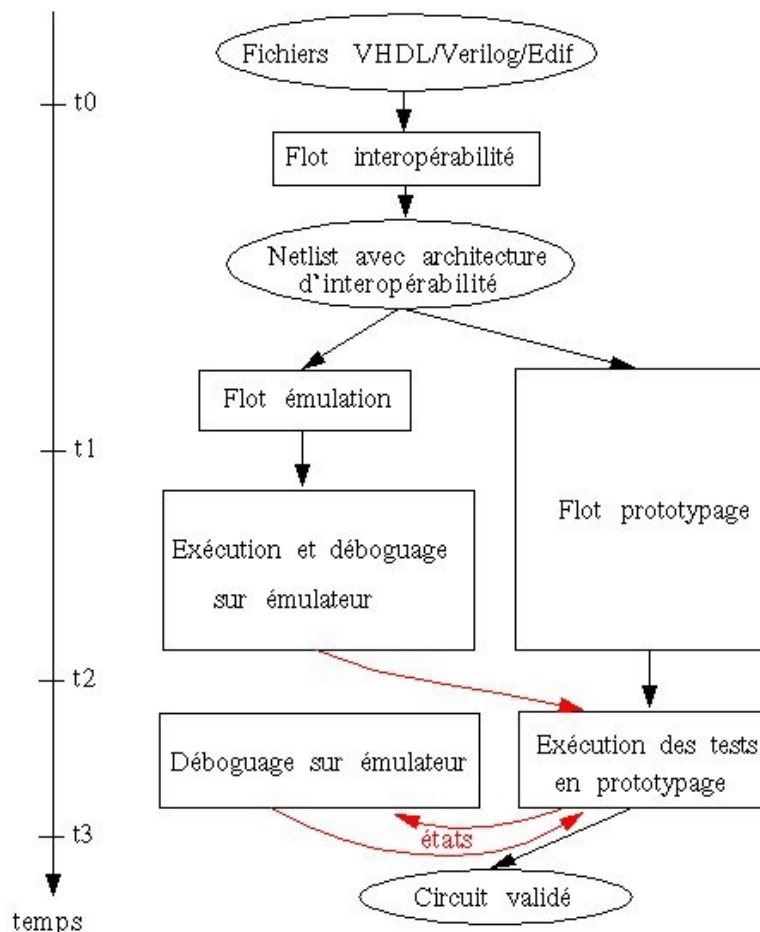 Fichiers VHDL/Verilog/Edif
t0
Flot interopérabilité
Netlist avec architecture
d'interopérabilité
Flot émulation
t1
Flot prototypage
Exécution et déboguage
sur émulateur
t2
Déboguage sur émulateur
Exécution des tests
en prototypage
états
t3
Circuit validé
temps